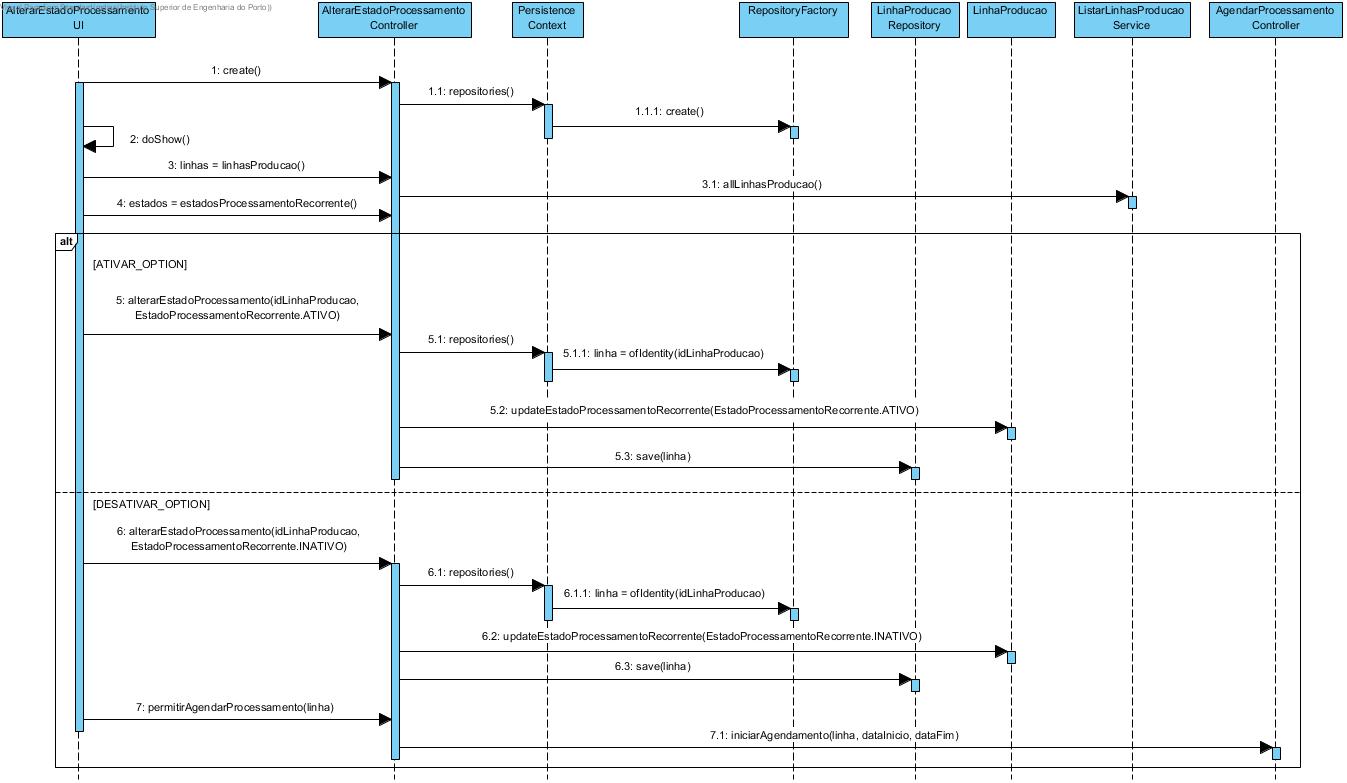 Superior de Engenharia do Porto))
AlterarEstadoProcessamento
UI
AlterarEstadoProcessamento
Controller
Persistence
Context
RepositoryFactory
LinhaProducao
Repository
LinhaProducao
ListarLinhasProducao
Service
AgendarProcessamento
Controller
1: create()
1.1: repositories()
1.1.1: create()
2: doShow()
3: linhas = linhasProducao()
3.1: allLinhasProducao()
4: estados = estadosProcessamentoRecorrente()
alt
[ATIVAR_OPTION]
5: alterarEstadoProcessamento(idLinhaProducao,
EstadoProcessamentoRecorrente.ATIVO)
5.1: repositories()
5.1.1: linha = ofIdentity(idLinhaProducao)
5.2: updateEstadoProcessamentoRecorrente(EstadoProcessamentoRecorrente.ATIVO)
5.3: save(linha)
[DESATIVAR_OPTION]
6: alterarEstadoProcessamento(idLinhaProducao,
EstadoProcessamentoRecorrente.INATIVO)
6.1: repositories()
6.1.1: linha = ofIdentity(idLinhaProducao)
6.2: updateEstadoProcessamentoRecorrente(EstadoProcessamentoRecorrente.INATIVO)
6.3: save(linha)
7: permitirAgendarProcessamento(linha)
7.1: iniciarAgendamento(linha, dataInicio, dataFim)